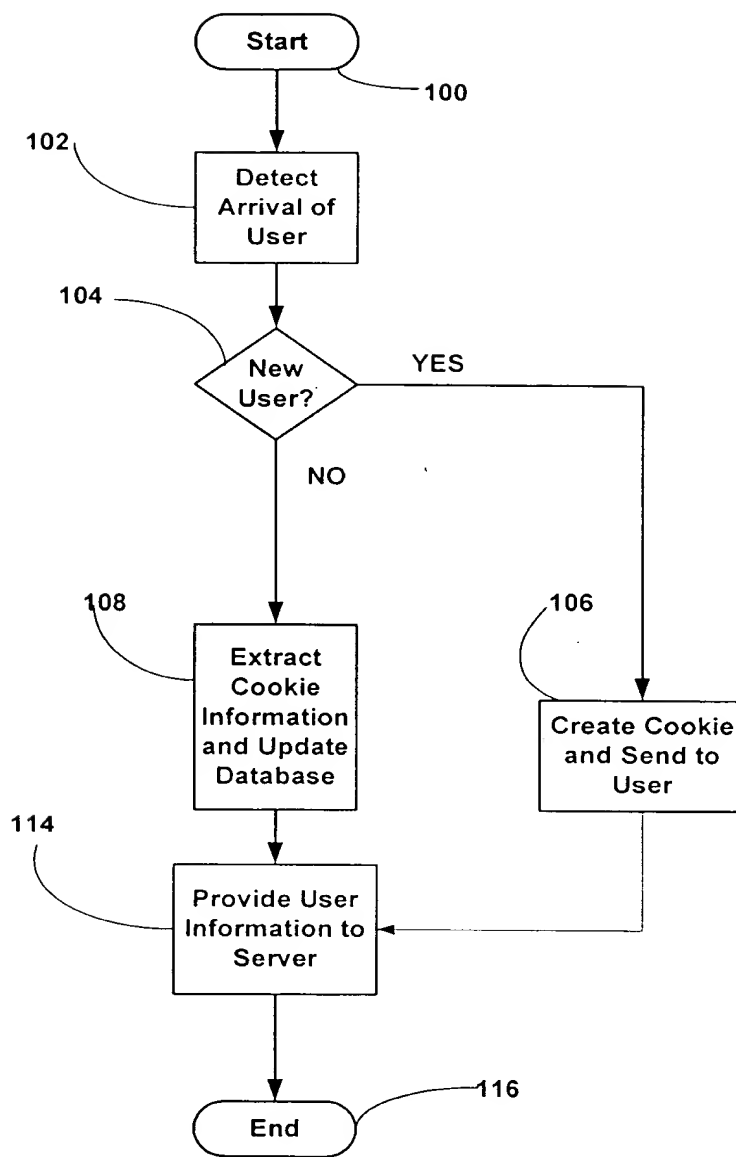 Start
100
102
Detect
Arrival of
User
104
New
User?
YES
NO
108
Extract
Cookie
Information
and Update
Database
106
Create Cookie
and Send to
User
114
Provide User
Information to
Server
116
End